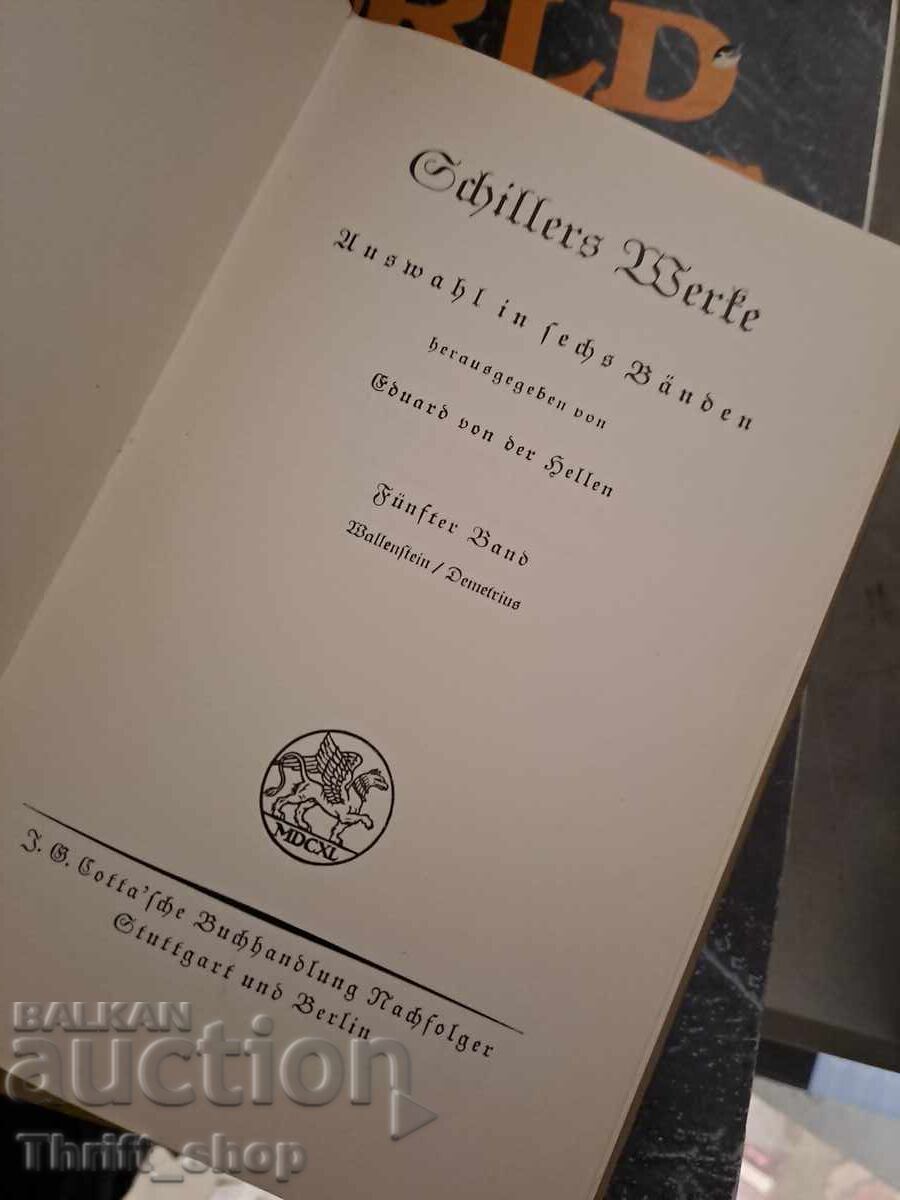 RLD
Schillers Werke
Auswahl in sechs Bänden
herausgegeben von
Eduard von der Hellen
Fünfter Band
Wallenstein / Demetrius
MDCXL
J. G. Cotta'sche Buchhandlung Nachfolger
Stuttgart und Berlin
BALKAN
auction
Thrift_shop